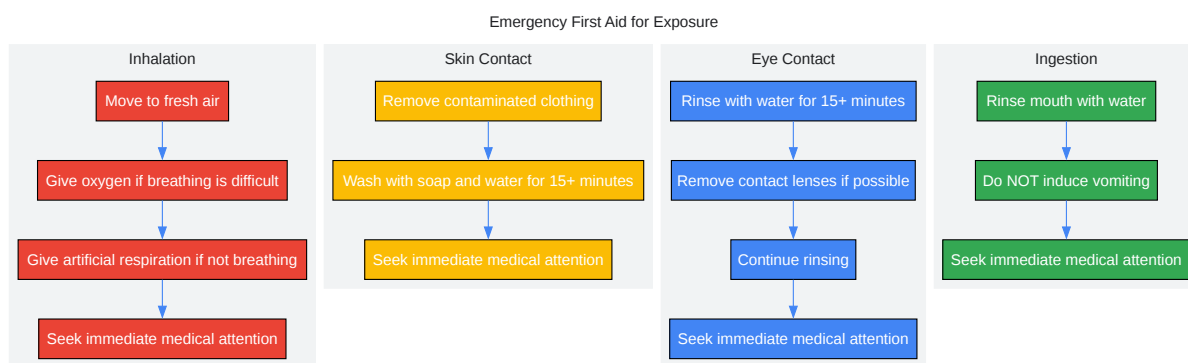 Emergency First Aid for Exposure
Inhalation
Move to fresh air
Give oxygen if breathing is difficult
Give artificial respiration if not breathing
Seek immediate medical attention
Skin Contact
Remove contaminated clothing
Wash with soap and water for 15+ minutes
Seek immediate medical attention
Eye Contact
Rinse with water for 15+ minutes
Remove contact lenses if possible
Continue rinsing
Seek immediate medical attention
Ingestion
Rinse mouth with water
Do NOT induce vomiting
Seek immediate medical attention